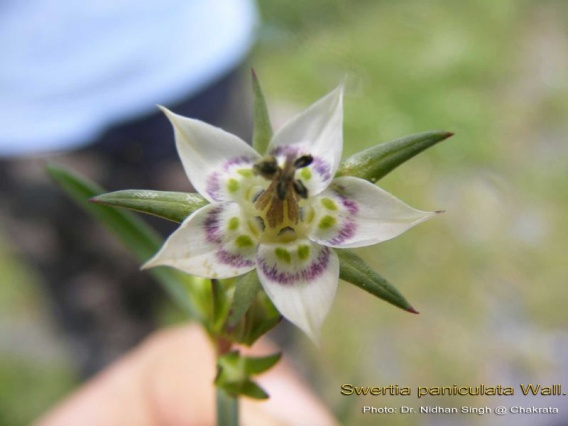 Swertia paniculata Wall.
Photo: Dr. Nidhan Singh @ Chakrata